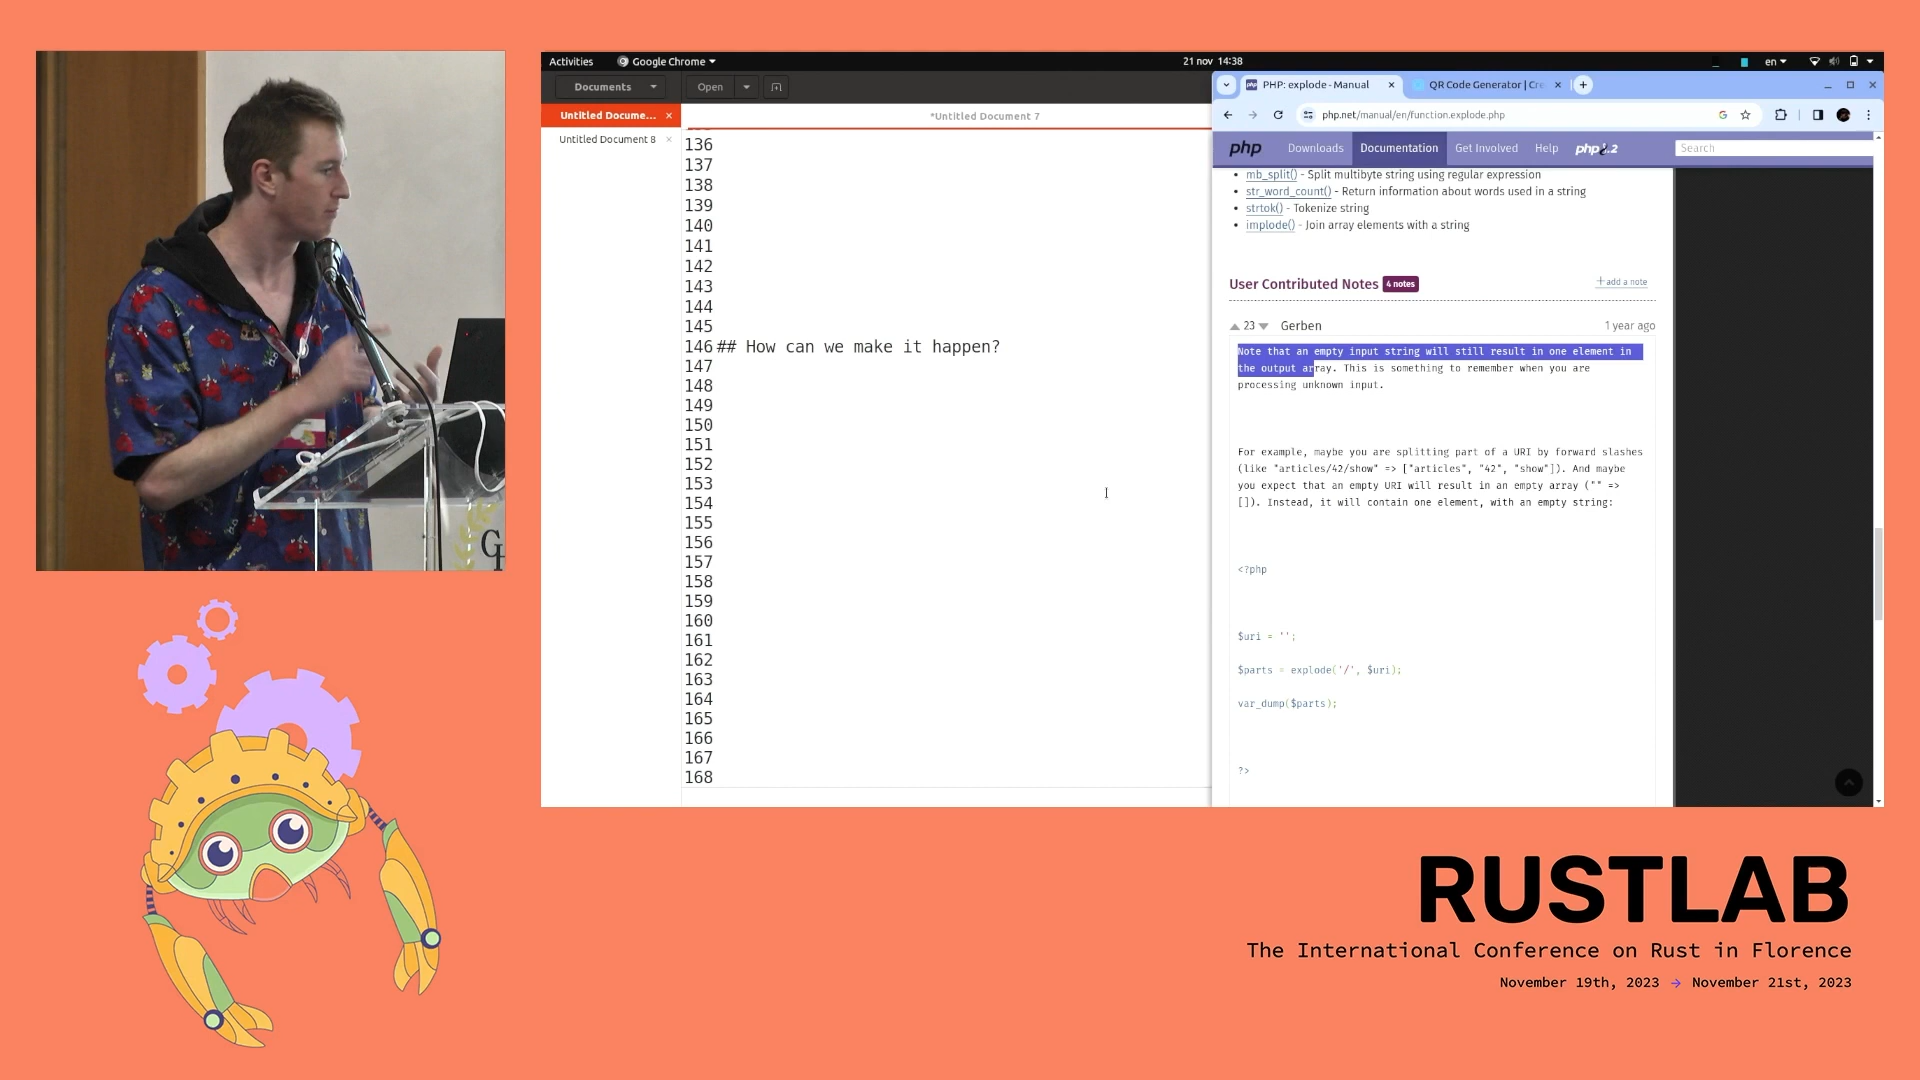 Activities
Google Chrome
21 nov 14:38
en
Documents
Open
Untitled Docume...
*Untitled Document 7
Untitled Document 8
136
137
138
139
140
141
142
143
144
145
146 ## How can we make it happen?
147
148
149
150
151
152
153
154
155
156
157
158
159
160
161
162
163
164
165
166
167
168
PHP: explode - Manual
QR Code Generator | Cre
php.net/manual/en/function.explode.php
php
Downloads
Documentation
Get Involved
Help
Search
mb_split() - Split multibyte string using regular expression
str_word_count() - Return information about words used in a string
strtok() - Tokenize string
implode() - Join array elements with a string
User Contributed Notes 4 notes
+add a note
23 Gerben
1 year ago
Note that an empty input string will still result in one element in
the output array. This is something to remember when you are
processing unknown input.
For example, maybe you are splitting part of a URI by forward slashes
(like "articles/42/show" => ["articles", "42", "show"]). And maybe
you expect that an empty URI will result in an empty array ("" =>
[]). Instead, it will contain one element, with an empty string:
<?php
$uri = '';
$parts = explode('/', $uri);
var_dump($parts);
?>
RUSTLAB
The International Conference on Rust in Florence
November 19th, 2023 → November 21st, 2023